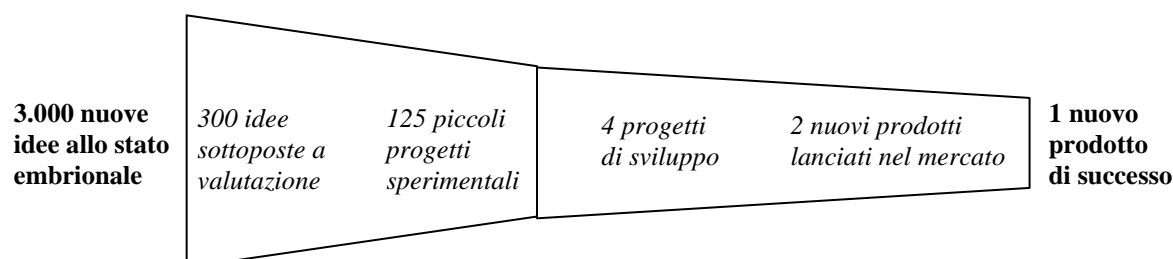 3.000 nuove
idee allo stato
embrionale
300 idee
sottoposte a
valutazione
125 piccoli
progetti
sperimentali
4 progetti
di sviluppo
2 nuovi prodotti
lanciati nel mercato
1 nuovo
prodotto
di successo